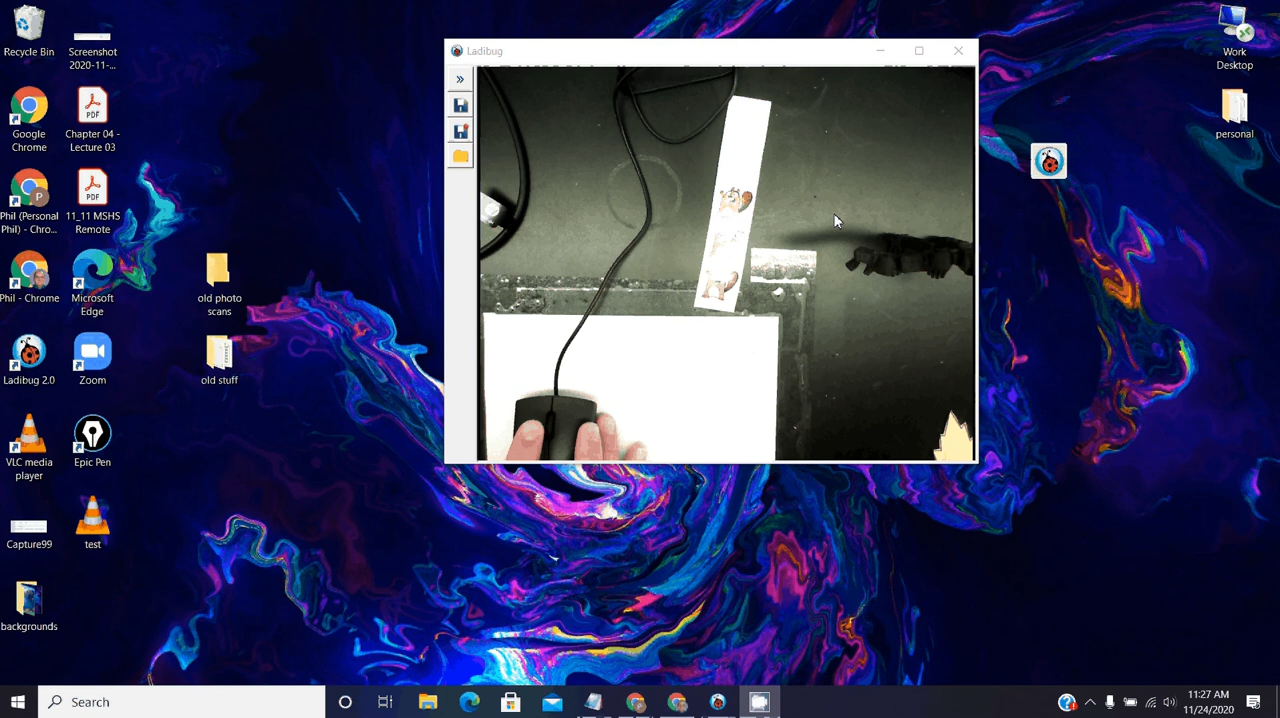 Recycle Bin
Screenshot
2020-11-...
Google
Chrome
Chapter 04 -
Lecture 03
Phil (Personal
Phil) - Chro...
11_11 MSHS
Remote
Phil - Chrome
Microsoft
Edge
old photo
scans
Ladibug 2.0
Zoom
old stuff
VLC media
player
Epic Pen
Capture99
test
backgrounds
Ladibug
Work
Desktop
personal
PDF
PDF
P
Search
11:27 AM
11/24/2020